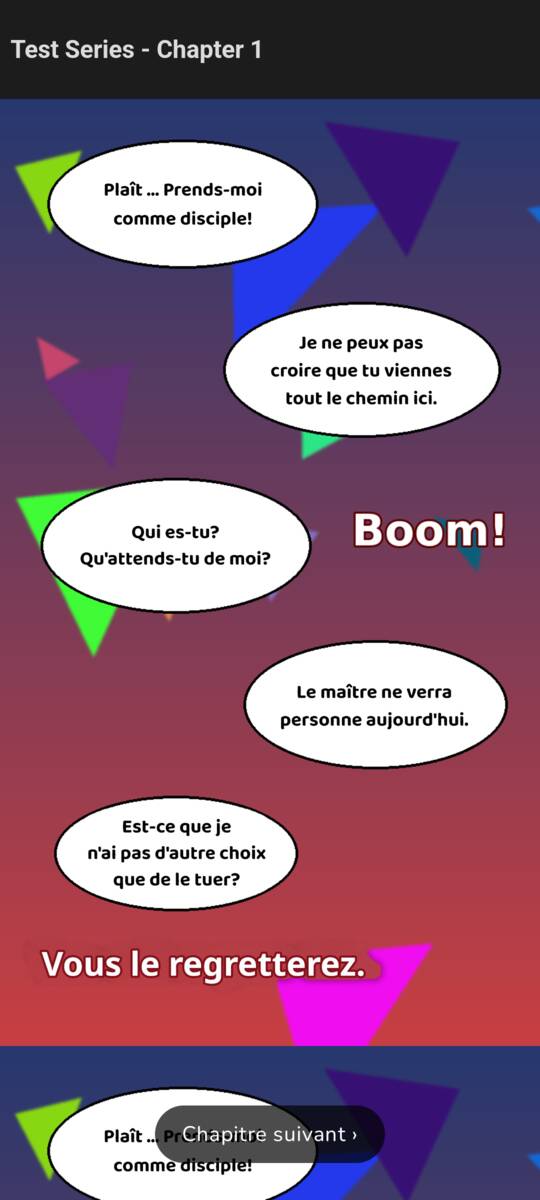 Test Series - Chapter 1
Plaît ... Prends-moi
comme disciple!
Je ne peux pas
croire que tu viennes
tout le chemin ici.
Qui es-tu?
Qu'attends-tu de moi?
Boom!
Le maître ne verra
personne aujourd'hui.
Est-ce que je
n'ai pas d'autre choix
que de le tuer?
Vous le regretterez.
Plaît ... Prends-moi
comme disciple!
Chapitre suivant ›